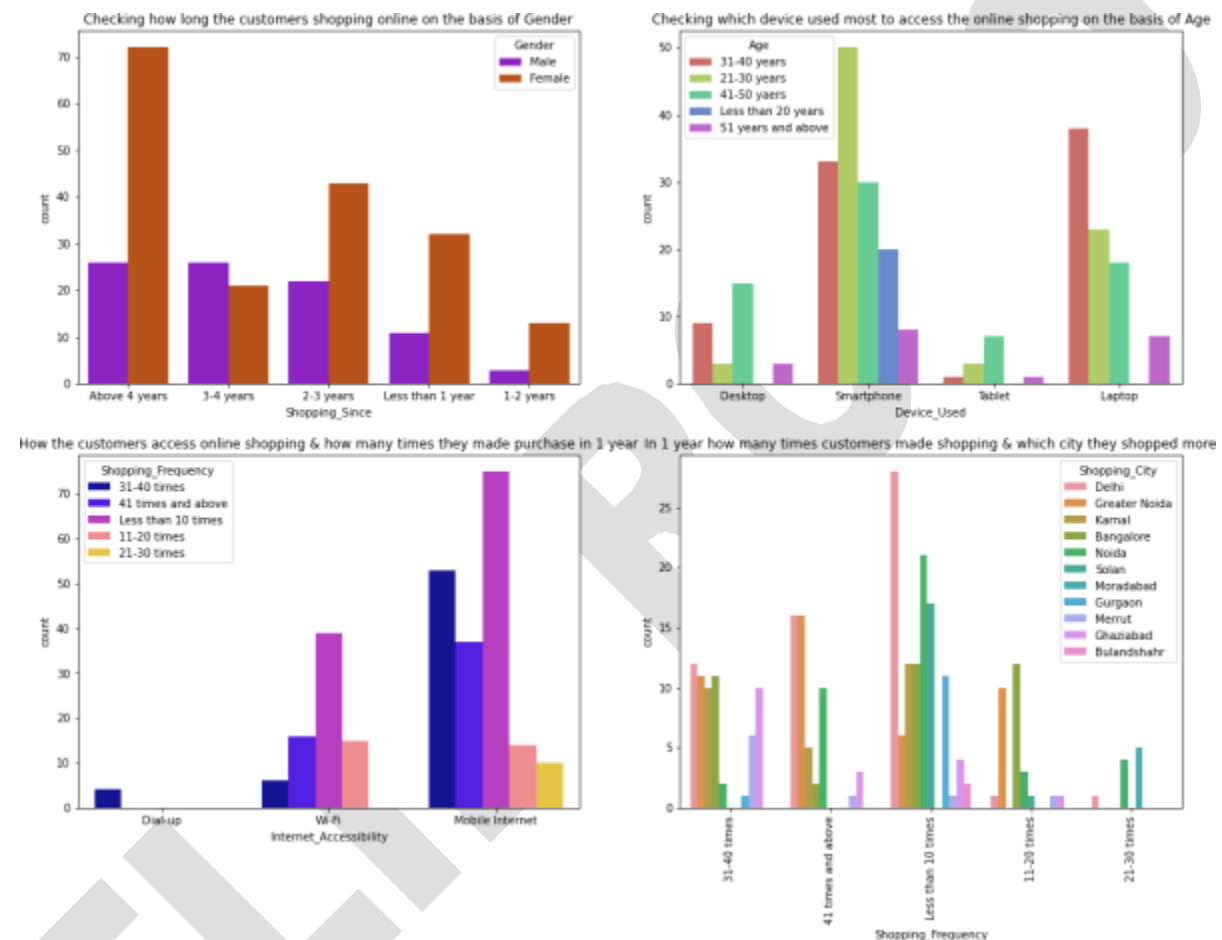 Checking how long the customers shopping online on the basis of Gender
70
60
50
40
30
20
10
0
count
Gender
Male
Female
Above 4 years
3-4 years
2-3 years
Less than 1 year
1-2 years
Shopping_Since
Checking which device used most to access the online shopping on the basis of Age
50
40
30
20
10
0
count
Age
31-40 years
21-30 years
41-50 yaers
Less than 20 years
51 years and above
Desktop
Smartphone
Tablet
Laptop
Device_Used
How the customers access online shopping & how many times they made purchase in 1 year
70
60
50
40
30
20
10
0
count
Shopping_Frequency
31-40 times
41 times and above
Less than 10 times
11-20 times
21-30 times
Dial-up
Wi-Fi
Mobile Internet
Internet_Accessibility
In 1 year how many times customers made shopping & which city they shopped more
25
20
15
10
5
0
count
Shopping_City
Delhi
Greater Noida
Karnal
Bangalore
Noida
Solan
Moradabad
Gurgaon
Merrut
Ghaziabad
Bulandshahr
31-40 times
41 times and above
Less than 10 times
11-20 times
21-30 times
Shopping_Frequency